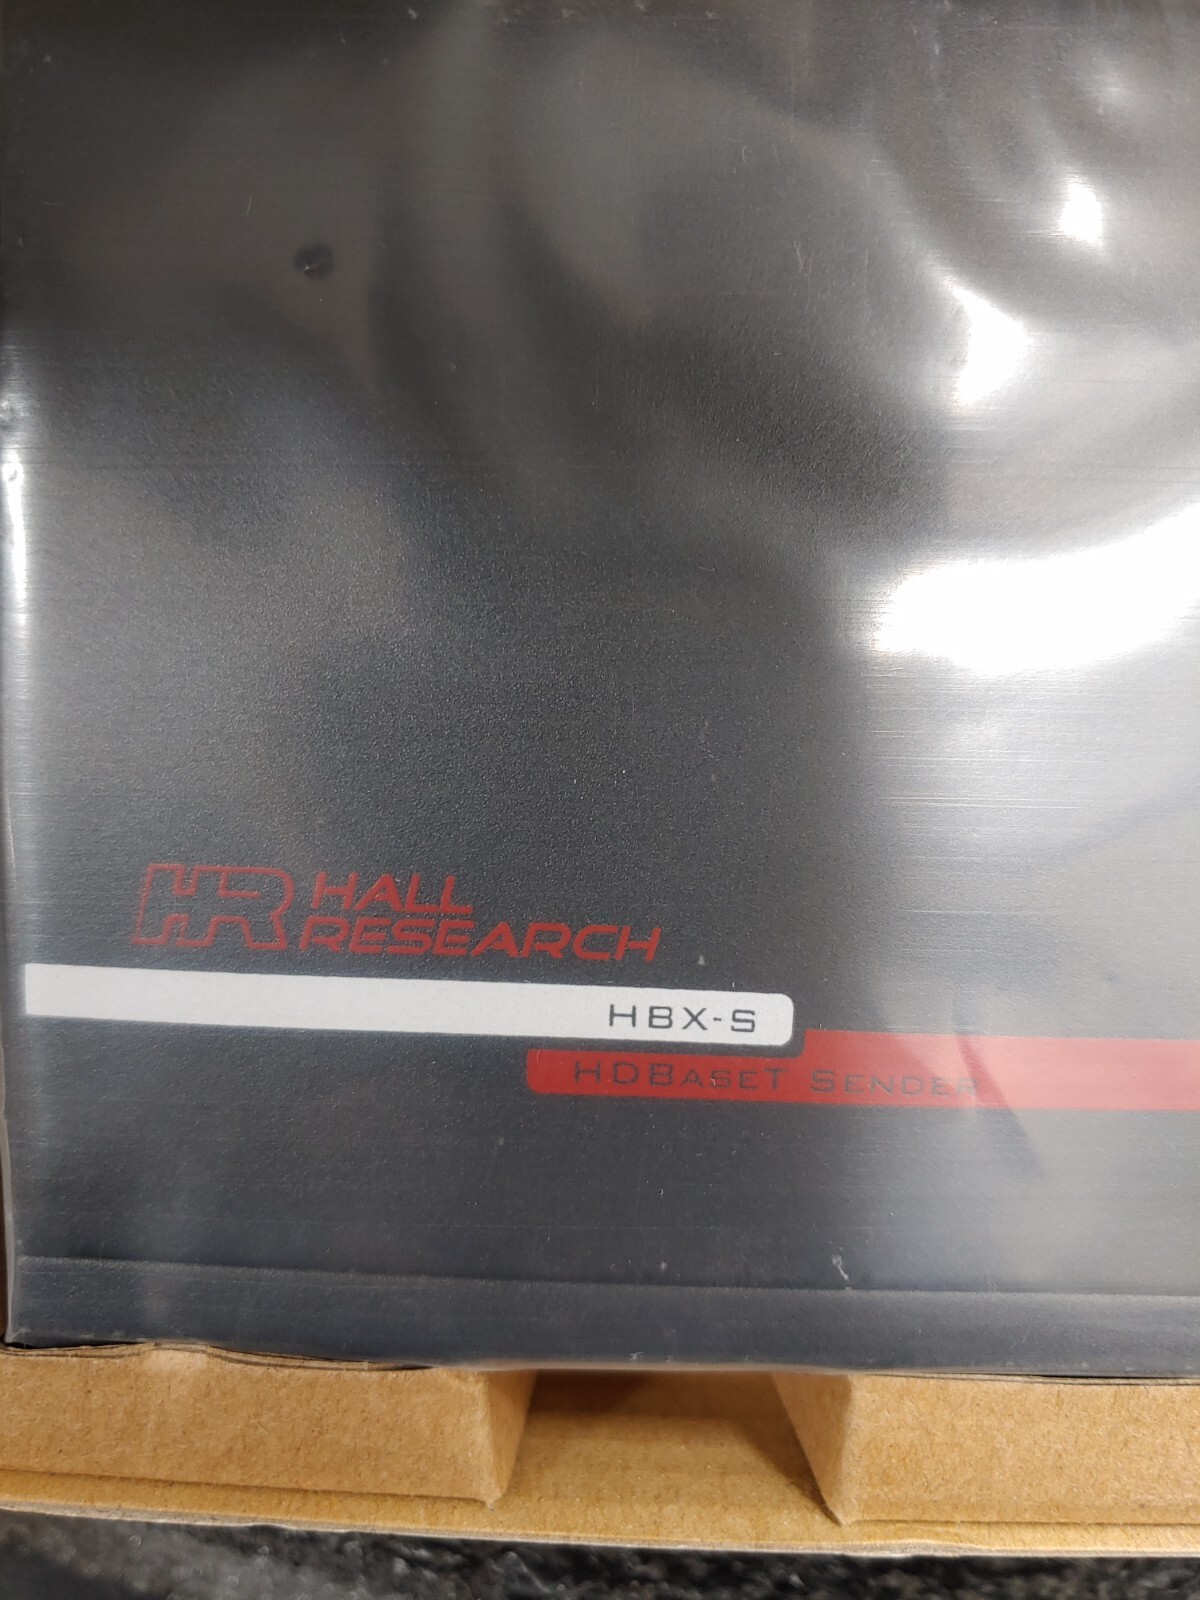 HR HALL
RESEARCH
HBX-S
HDBASET SENDER